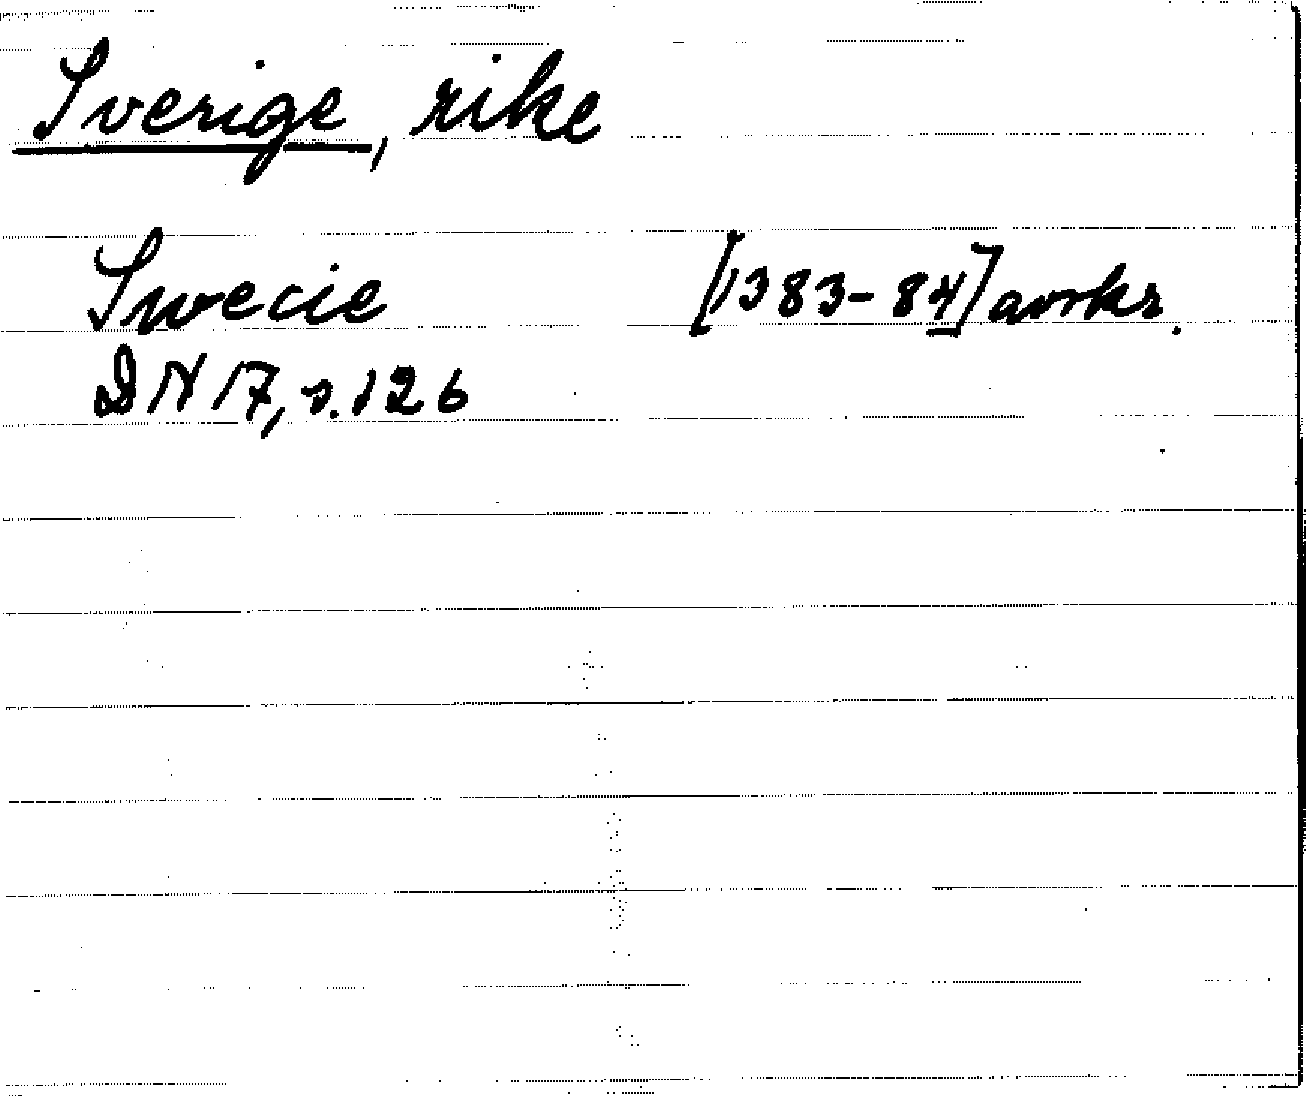 Sverige, rike
Swecie [1383-84] avskr.
DN 17, s. 126